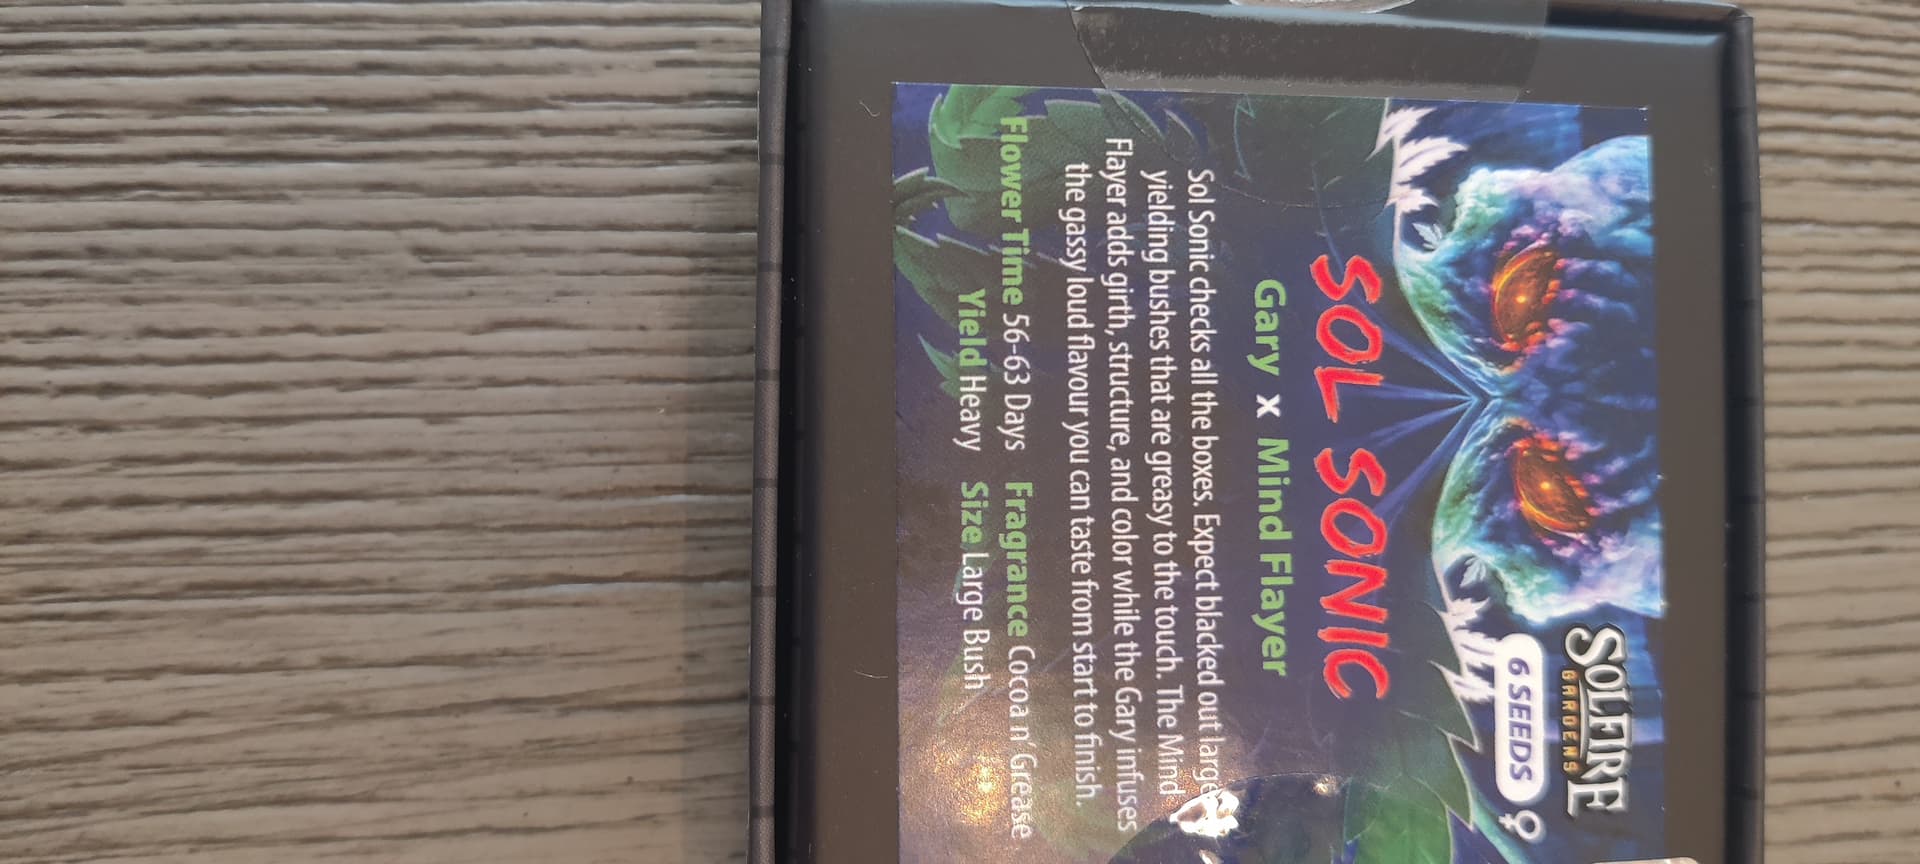 SOLFIRE
GARDENS
6 SEEDS
SOL SONIC
Gary x Mind Flayer
Sol Sonic checks all the boxes. Expect blacked out large
yielding bushes that are greasy to the touch. The Mind
Flayer adds girth, structure, and color while the Gary infuses
the gassy loud flavour you can taste from start to finish.
Flower Time 56-63 Days Fragrance Cocoa n' Grease
Yield Heavy Size Large Bush